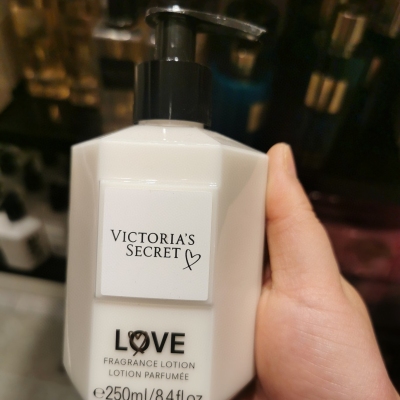 VICTORIA'S
SECRET
LOVE
FRAGRANCE LOTION
LOTION PARFUMÉE
℮250ml/8.4fl oz